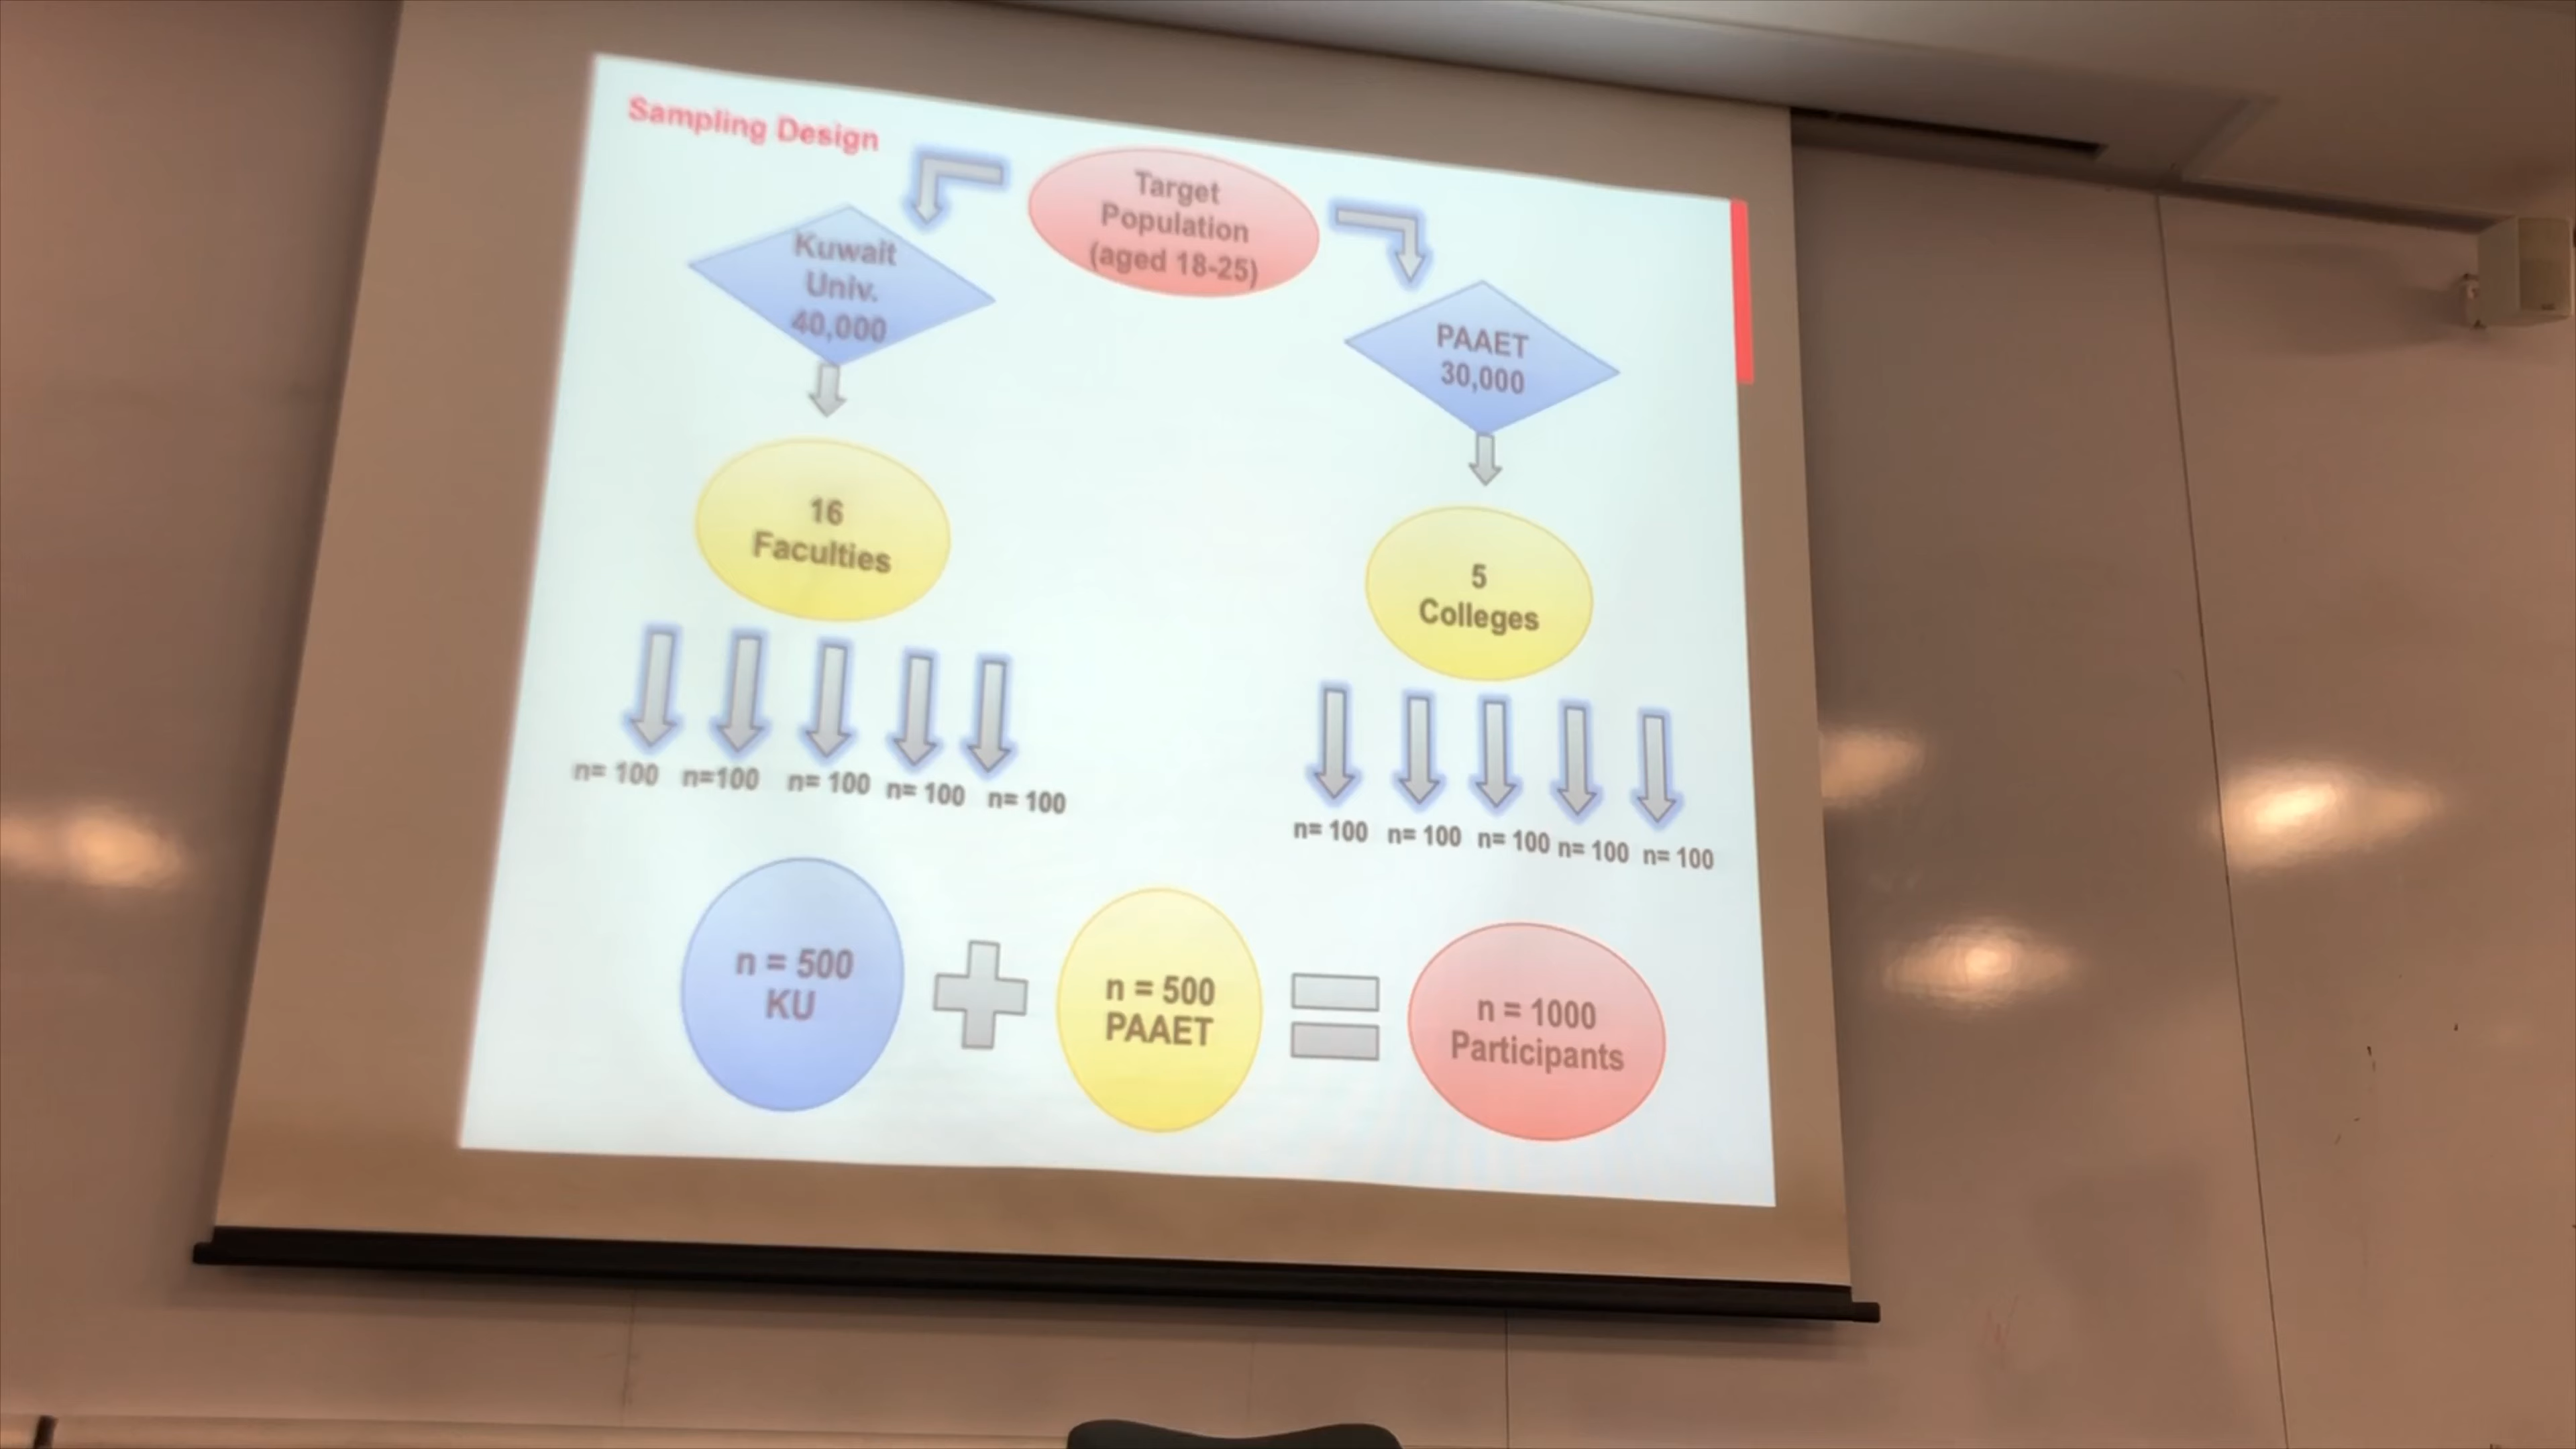 Sampling Design
Target
Population
(aged 18-25)
Kuwait
Univ.
40,000
PAAET
30,000
16
Faculties
5
Colleges
n= 100 n=100 n= 100 n= 100 n= 100
n= 100 n= 100 n= 100 n= 100 n= 100
n = 500
KU
n = 500
PAAET
n = 1000
Participants